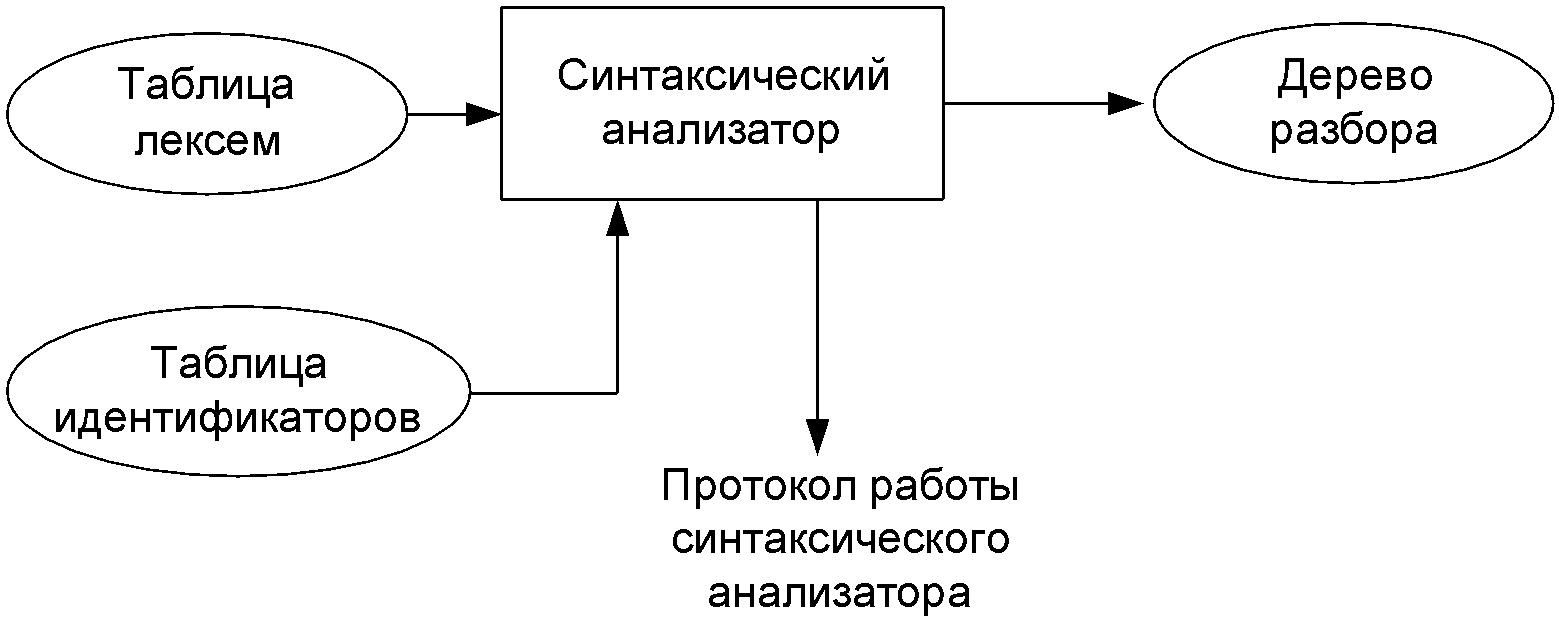 Таблица
лексем
Синтаксический
анализатор
Дерево
разбора
Таблица
идентификаторов
Протокол работы
синтаксического
анализатора